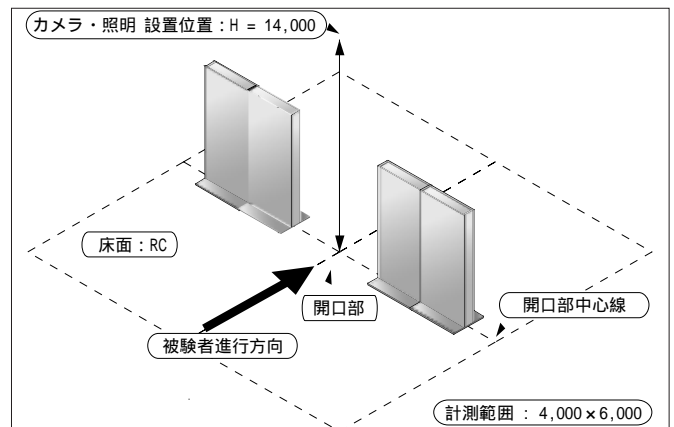 カメラ・照明 設置位置：H = 14,000
床面：RC
開口部
開口部中心線
被験者進行方向
計測範囲 ： 4,000×6,000